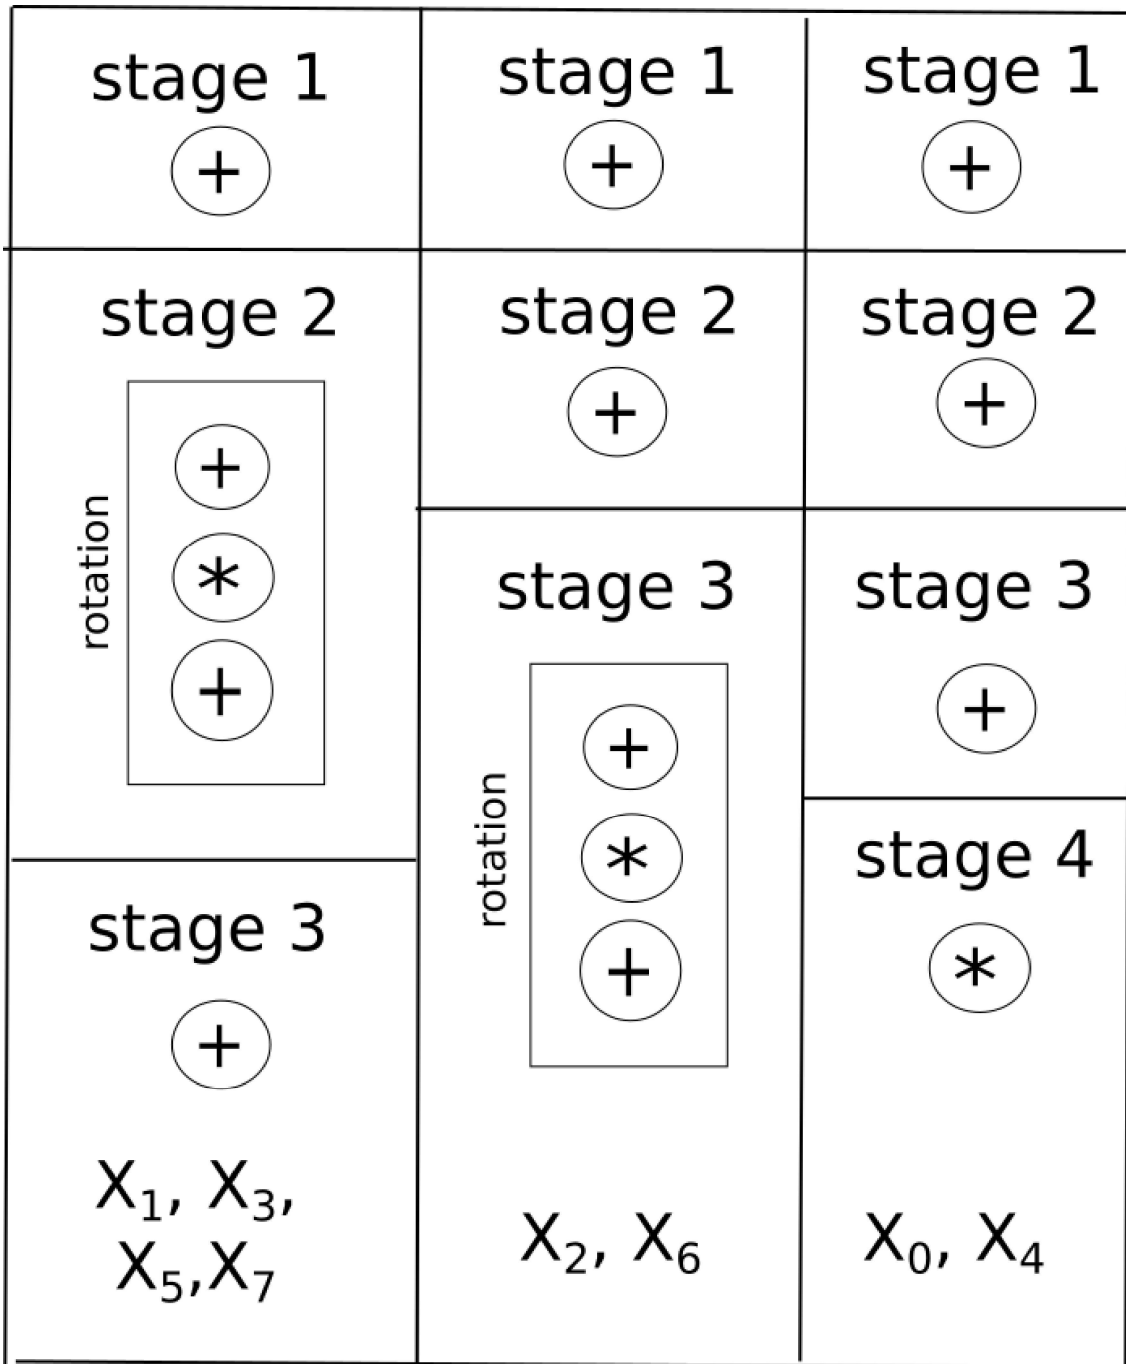 stage 1
+
stage 2
rotation
+
*
+
stage 3
+
X₁, X₃,
X₅,X₇
stage 1
+
stage 2
+
stage 3
rotation
+
*
+
X₂, X₆
stage 1
+
stage 2
+
stage 3
+
stage 4
*
X₀, X₄